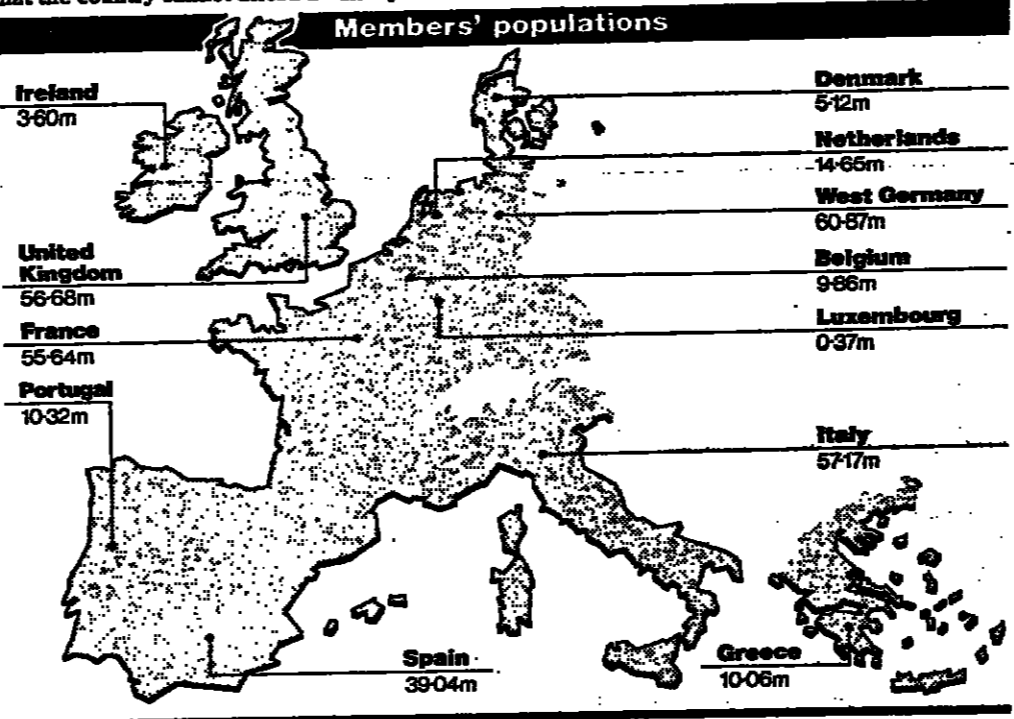 Members' populations
Ireland
3·60m
United
Kingdom
56·68m
France
55·64m
Portugal
10·32m
Denmark
5·12m
Netherlands
14·65m
West Germany
60·87m
Belgium
9·86m
Luxembourg
0·37m
Italy
57·17m
Spain
39·04m
Greece
10·06m